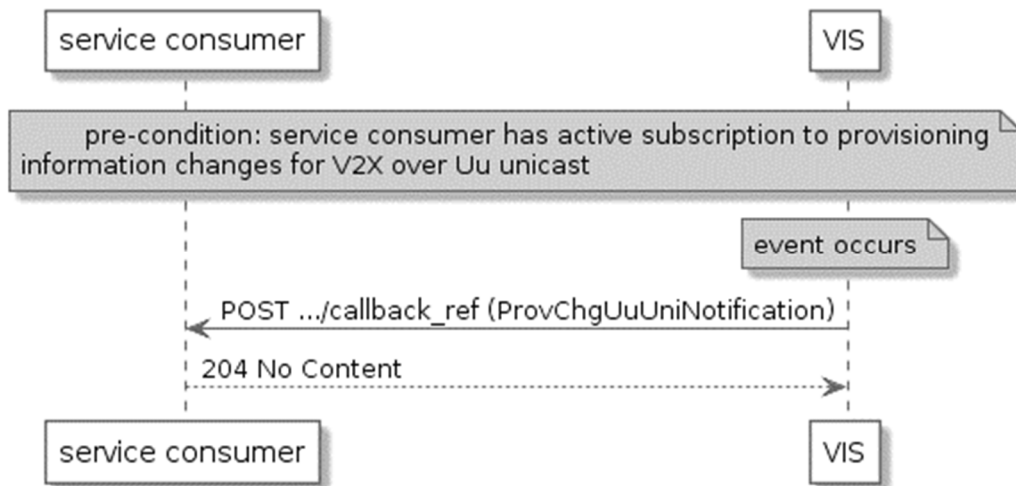 service consumer
VIS
pre-condition: service consumer has active subscription to provisioning
information changes for V2X over Uu unicast
event occurs
POST .../callback_ref (ProvChgUuUniNotification)
204 No Content
service consumer
VIS